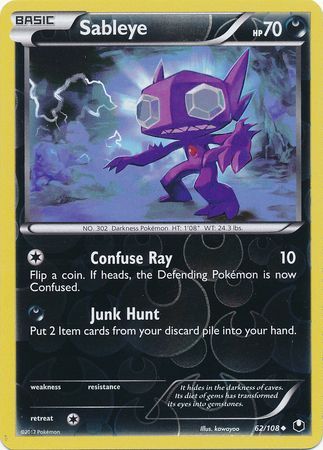 BASIC
Sableye
HP 70
NO. 302 Darkness Pokémon HT: 1'08" WT: 24.3 lbs.
Confuse Ray 10
Flip a coin. If heads, the Defending Pokémon is now
Confused.
Junk Hunt
Put 2 Item cards from your discard pile into your hand.
weakness resistance
It hides in the darkness of caves.
Its diet of gems has transformed
its eyes into gemstones.
retreat
Illus. kawayoo 62/108
©2012 Pokémon